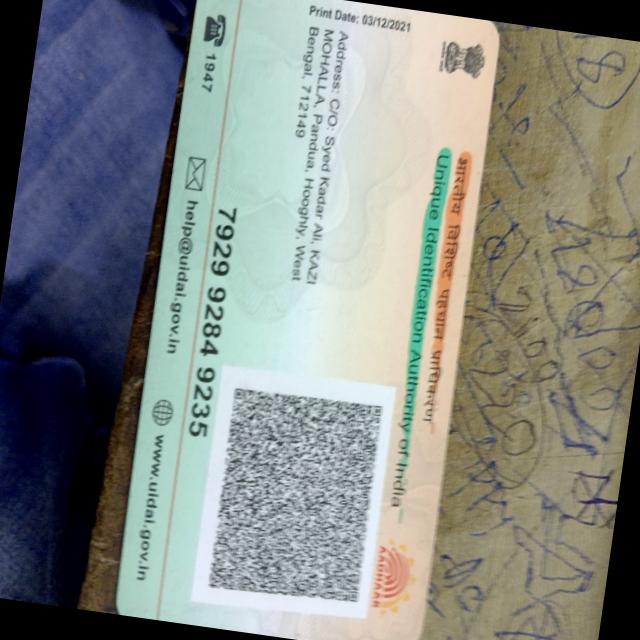 भारतीय विशिष्ट पहचान प्राधिकरण
Unique Identification Authority of India
Print Date: 03/12/2021
Address: C/O: Syed Kadar Ali, KAZI
MOHALLA, Pandua, Hooghly, West
Bengal, 712149
7929 9284 9235
1947
help@uidai.gov.in
www.uidai.gov.in